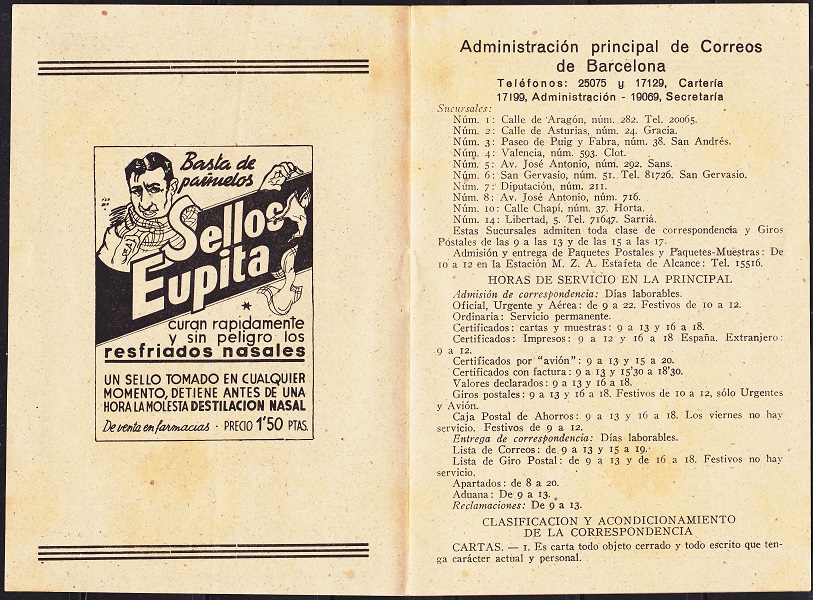 Basta de
pañuelos
Sellos
Eupita
curan rapidamente
y sin peligro los
resfriados nasales
UN SELLO TOMADO EN CUALQUIER
MOMENTO, DETIENE ANTES DE UNA
HORA LA MOLESTA DESTILACION NASAL
De venta en farmacias - PRECIO 1'50 PTAS.
Administración principal de Correos
de Barcelona
Teléfonos: 25075 y 17129, Cartería
17199, Administración - 19069, Secretaría
Sucursales:
Núm. 1: Calle de Aragón, núm. 282. Tel. 20065.
Núm. 2: Calle de Asturias, núm. 24. Gracia.
Núm. 3: Paseo de Puig y Fabra, núm. 38. San Andrés.
Núm. 4: Valencia, núm. 593. Clot.
Núm. 5: Av. José Antonio, núm. 292. Sans.
Núm. 6: San Gervasio, núm. 51. Tel. 81726. San Gervasio.
Núm. 7: Diputación, núm. 211.
Núm. 8: Av. José Antonio, núm. 716.
Núm. 10: Calle Chapí, núm. 37. Horta.
Núm. 14: Libertad, 5. Tel. 71647. Sarriá.
Estas Sucursales admiten toda clase de correspondencia y Giros
Postales de las 9 a las 13 y de las 15 a las 17.
Admisión y entrega de Paquetes Postales y Paquetes-Muestras: De
10 a 12 en la Estación M. Z. A. Estafeta de Alcance: Tel. 15516.
HORAS DE SERVICIO EN LA PRINCIPAL
Admisión de correspondencia: Días laborables.
Oficial, Urgente y Aérea: de 9 a 22. Festivos de 10 a 12.
Ordinaria: Servicio permanente.
Certificados: cartas y muestras: 9 a 13 y 16 a 18.
Certificados: Impresos: 9 a 12 y 16 a 18 España. Extranjero:
9 a 12.
Certificados por "avión": 9 a 13 y 15 a 20.
Certificados con factura: 9 a 13 y 15'30 a 18'30.
Valores declarados: 9 a 13 y 16 a 18.
Giros postales: 9 a 13 y 16 a 18. Festivos de 10 a 12, sólo Urgentes
y Avión.
Caja Postal de Ahorros: 9 a 13 y 16 a 18. Los viernes no hay
servicio. Festivos de 9 a 12.
Entrega de correspondencia: Días laborables.
Lista de Correos: de 9 a 13 y 15 a 19.
Lista de Giro Postal: de 9 a 13 y de 16 a 18. Festivos no hay
servicio.
Apartados: de 8 a 20.
Aduana: De 9 a 13.
Reclamaciones: De 9 a 13.
CLASIFICACION Y ACONDICIONAMIENTO
DE LA CORRESPONDENCIA
CARTAS. — 1. Es carta todo objeto cerrado y todo escrito que ten-
ga carácter actual y personal.